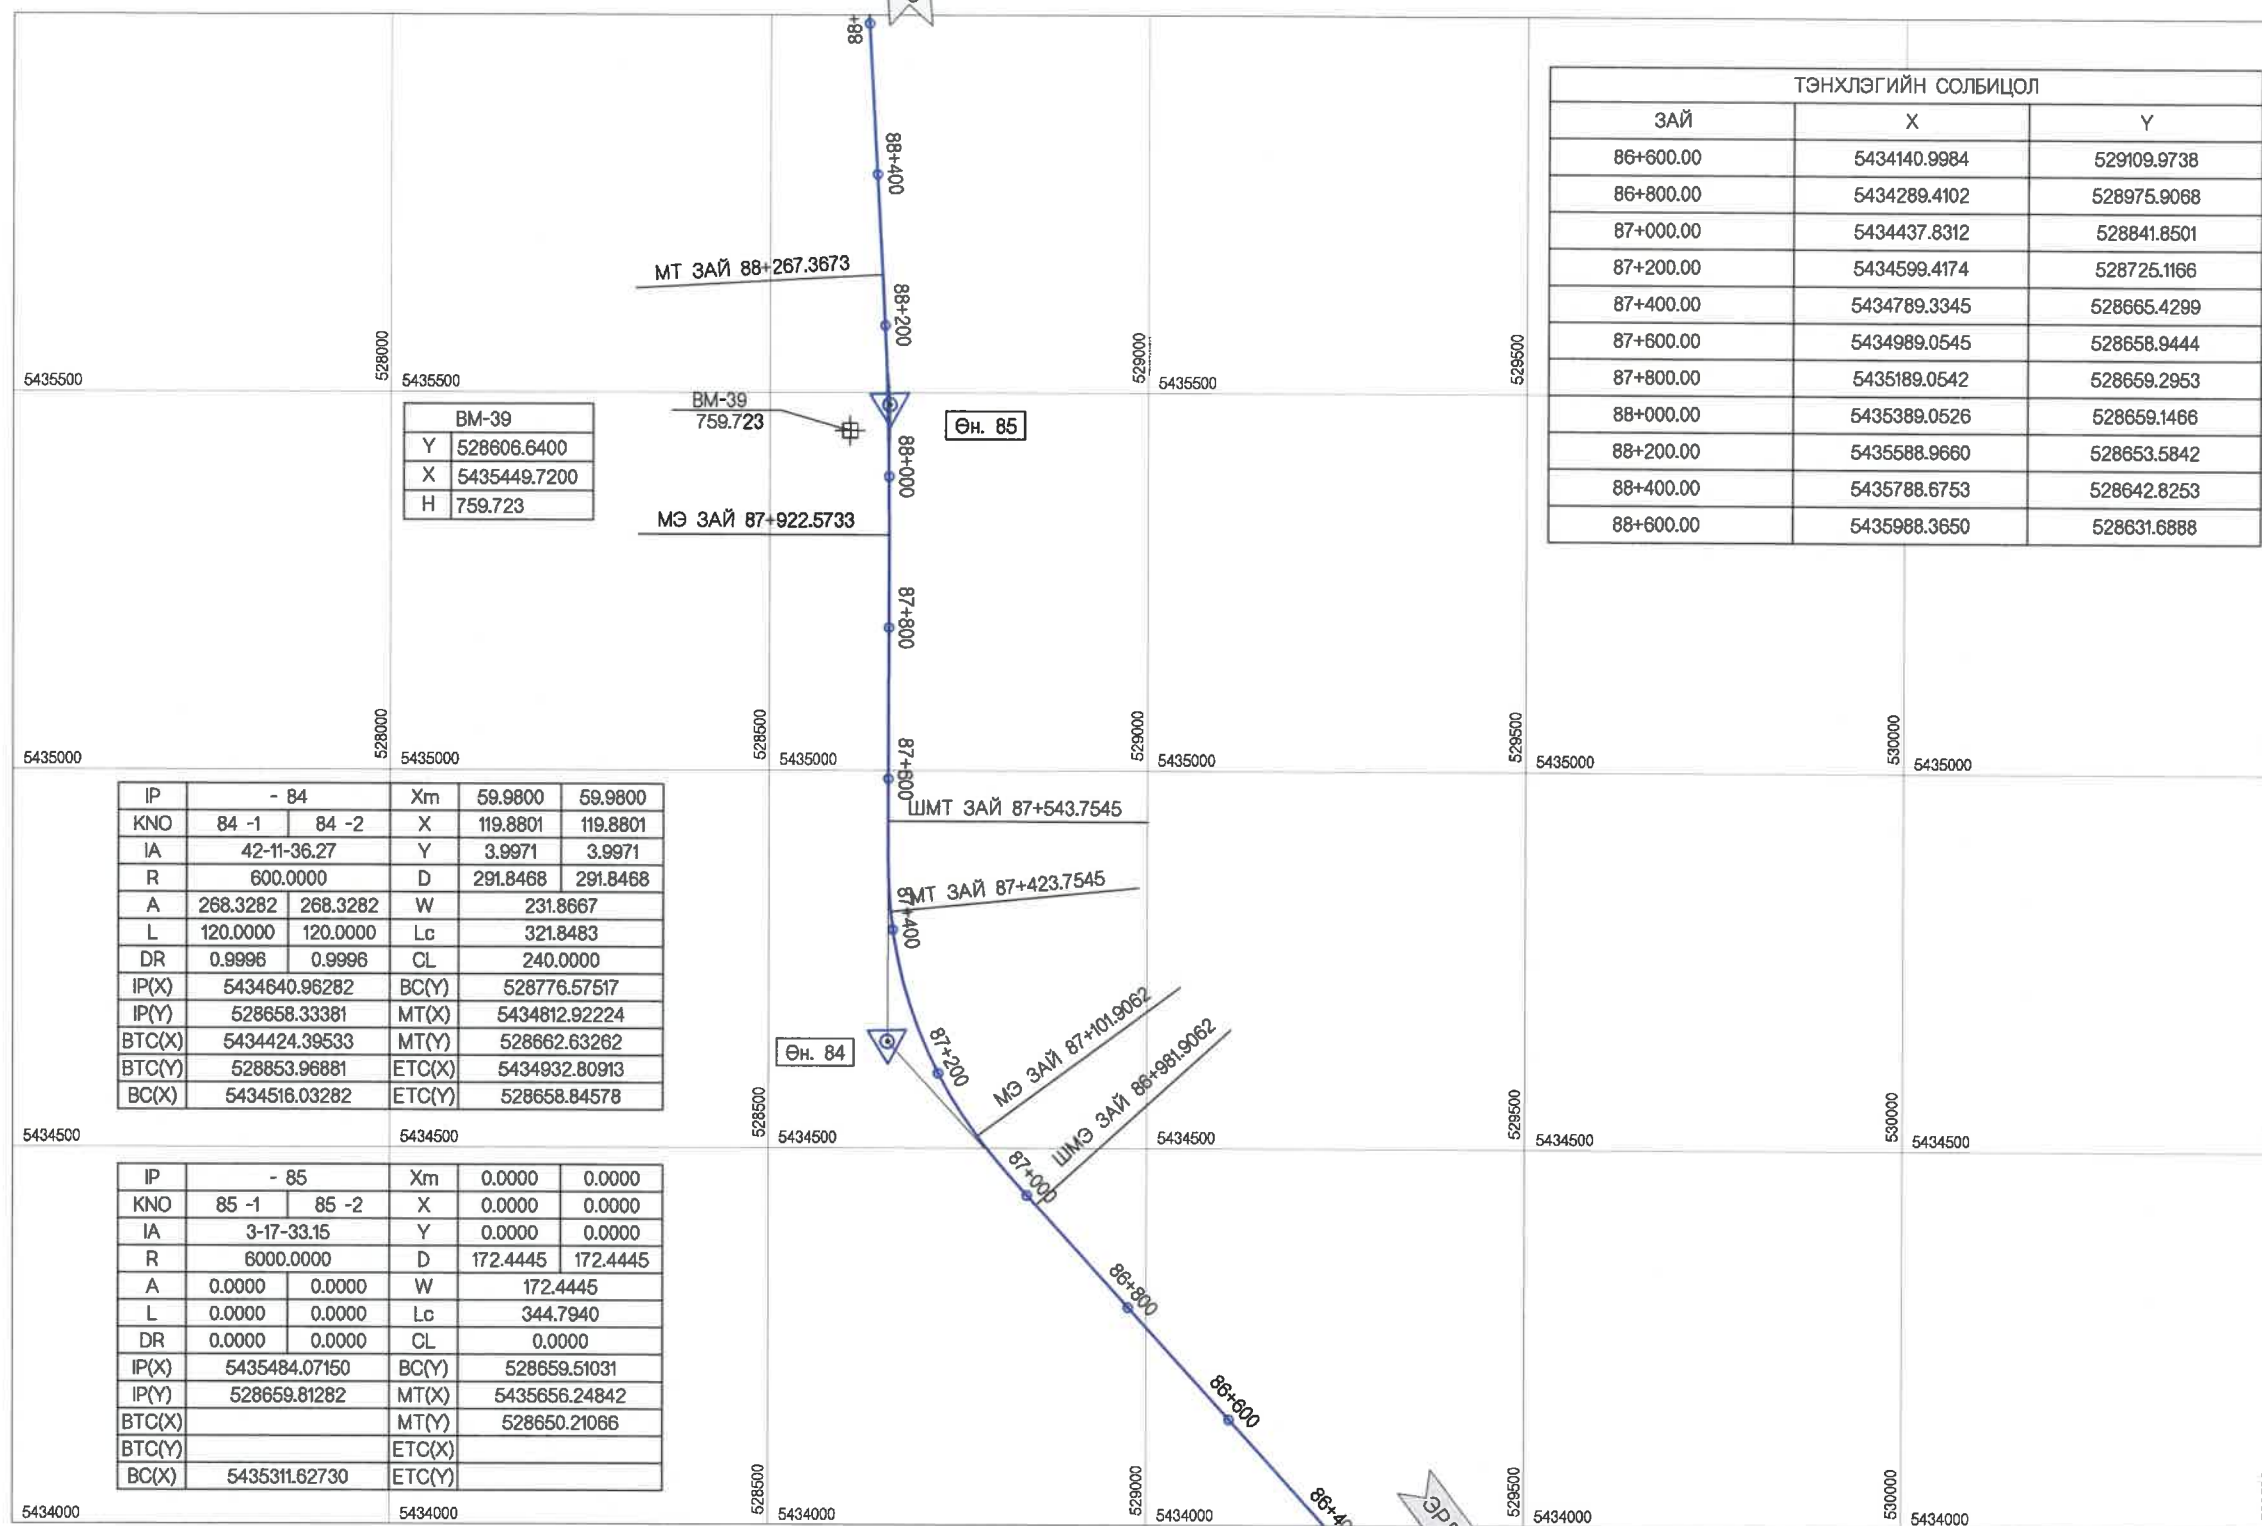 ТЭНХЛЭГИЙН СОЛБИЦОЛ
ЗАЙ X Y
86+600.00 5434140.9984 529109.9738
86+800.00 5434289.4102 528975.9068
87+000.00 5434437.8312 528841.8501
87+200.00 5434599.4174 528725.1166
87+400.00 5434789.3345 528665.4299
87+600.00 5434989.0545 528658.9444
87+800.00 5435189.0542 528659.2953
88+000.00 5435389.0526 528659.1466
88+200.00 5435588.9660 528653.5842
88+400.00 5435788.6753 528642.8253
88+600.00 5435988.3650 528631.6888
88+
88+400
МТ ЗАЙ 88+267.3673
88+200
528000
529000
529500
5435500
5435500
5435500
BM-39
759.723
Өн. 85
BM-39
Y 528606.6400
X 5435449.7200
H 759.723
88+000
МЭ ЗАЙ 87+922.5733
87+800
528000
528500
529000
529500
530000
5435000
5435000
5435000
5435000
5435000
5435000
87+600
ШМТ ЗАЙ 87+543.7545
МТ ЗАЙ 87+423.7545
87+400
IP - 84 Xm 59.9800 59.9800
KNO 84 -1 84 -2 X 119.8801 119.8801
IA 42-11-36.27 Y 3.9971 3.9971
R 600.0000 D 291.8468 291.8468
A 268.3282 268.3282 W 231.8667
L 120.0000 120.0000 Lc 321.8483
DR 0.9996 0.9996 CL 240.0000
IP(X) 5434640.96282 BC(Y) 528776.57517
IP(Y) 528658.33381 MT(X) 5434812.92224
BTC(X) 5434424.39533 MT(Y) 528662.63262
BTC(Y) 528853.96881 ETC(X) 5434932.80913
BC(X) 5434516.03282 ETC(Y) 528658.84578
Өн. 84
87+200
МЭ ЗАЙ 87+101.9062
ШМЭ ЗАЙ 86+981.9062
528500
529500
530000
5434500
5434500
5434500
5434500
5434500
5434500
87+000
IP - 85 Xm 0.0000 0.0000
KNO 85 -1 85 -2 X 0.0000 0.0000
IA 3-17-33.15 Y 0.0000 0.0000
R 6000.0000 D 172.4445 172.4445
A 0.0000 0.0000 W 172.4445
L 0.0000 0.0000 Lc 344.7940
DR 0.0000 0.0000 CL 0.0000
IP(X) 5435484.07150 BC(Y) 528659.51031
IP(Y) 528659.81282 MT(X) 5435656.24842
BTC(X) MT(Y) 528650.21066
BTC(Y) ETC(X)
BC(X) 5435311.62730 ETC(Y)
86+800
86+600
528500
529000
529500
530000
5434000
5434000
5434000
5434000
5434000
5434000